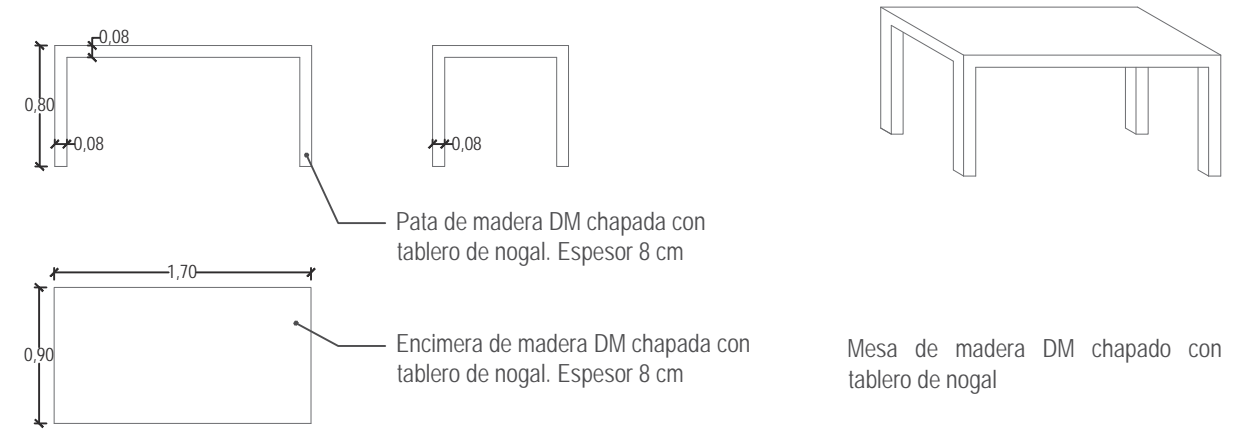 0,08
0,80
0,08
0,08
Pata de madera DM chapada con
tablero de nogal. Espesor 8 cm
1,70
0,90
Encimera de madera DM chapada con
tablero de nogal. Espesor 8 cm
Mesa de madera DM chapado con
tablero de nogal